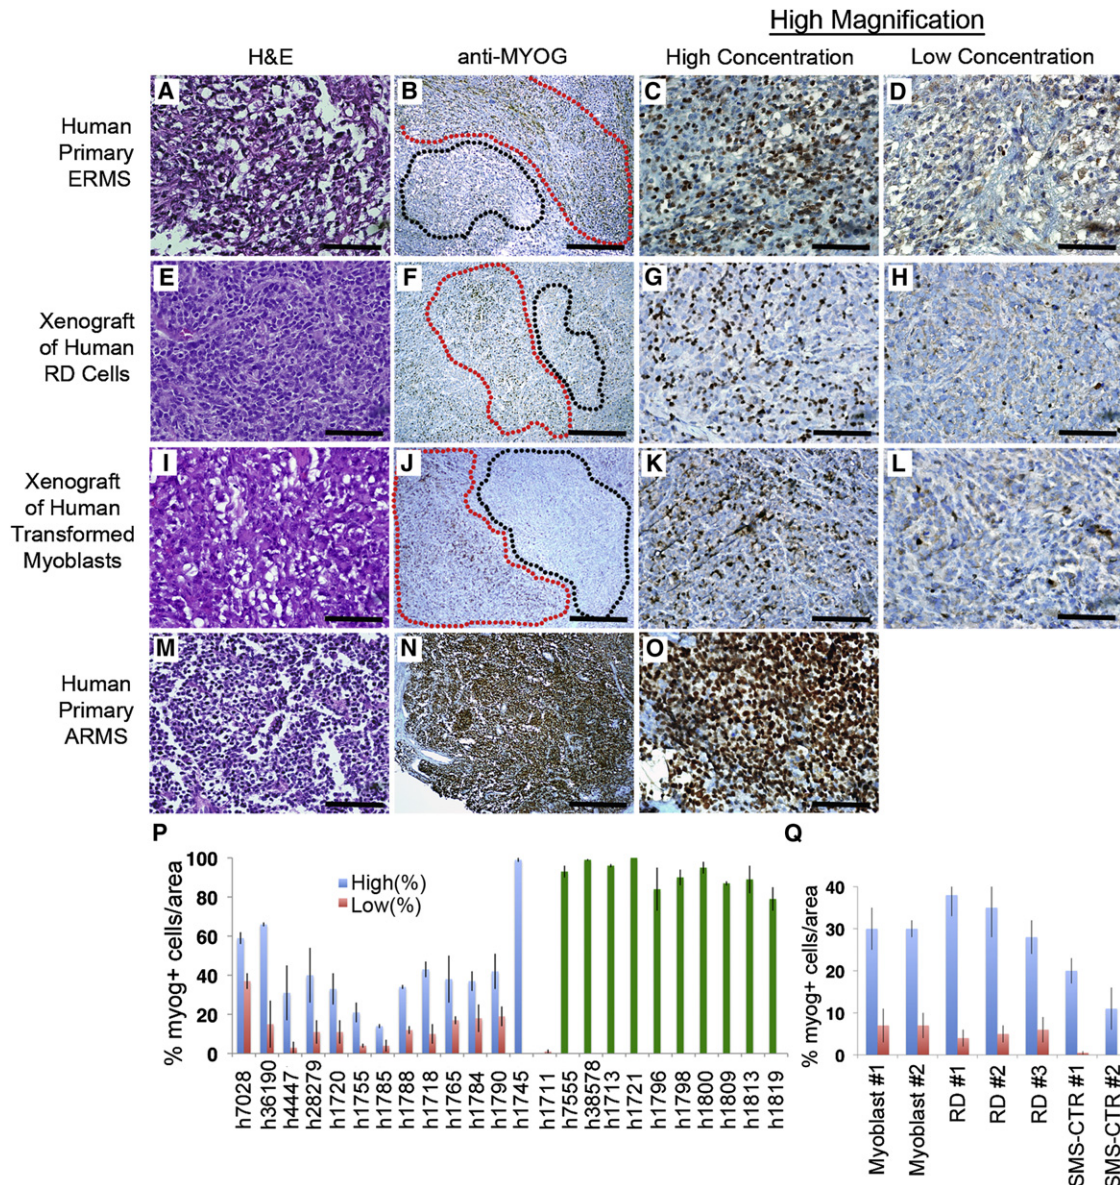 High Magnification
H&E
anti-MYOG
High Concentration
Low Concentration
Human
Primary
ERMS
A
B
C
D
Xenograft
of Human
RD Cells
E
F
G
H
Xenograft
of Human
Transformed
Myoblasts
I
J
K
L
Human
Primary
ARMS
M
N
O
P
% myog+ cells/area
100
80
60
40
20
0
High(%)
Low(%)
h7028
h36190
h4447
h28279
h1720
h1755
h1785
h1788
h1718
h1765
h1784
h1790
h1745
h1711
h7555
h38578
h1713
h1721
h1796
h1798
h1800
h1809
h1813
h1819
Q
% myog+ cells/area
40
30
20
10
0
Myoblast #1
Myoblast #2
RD #1
RD #2
RD #3
SMS-CTR #1
SMS-CTR #2